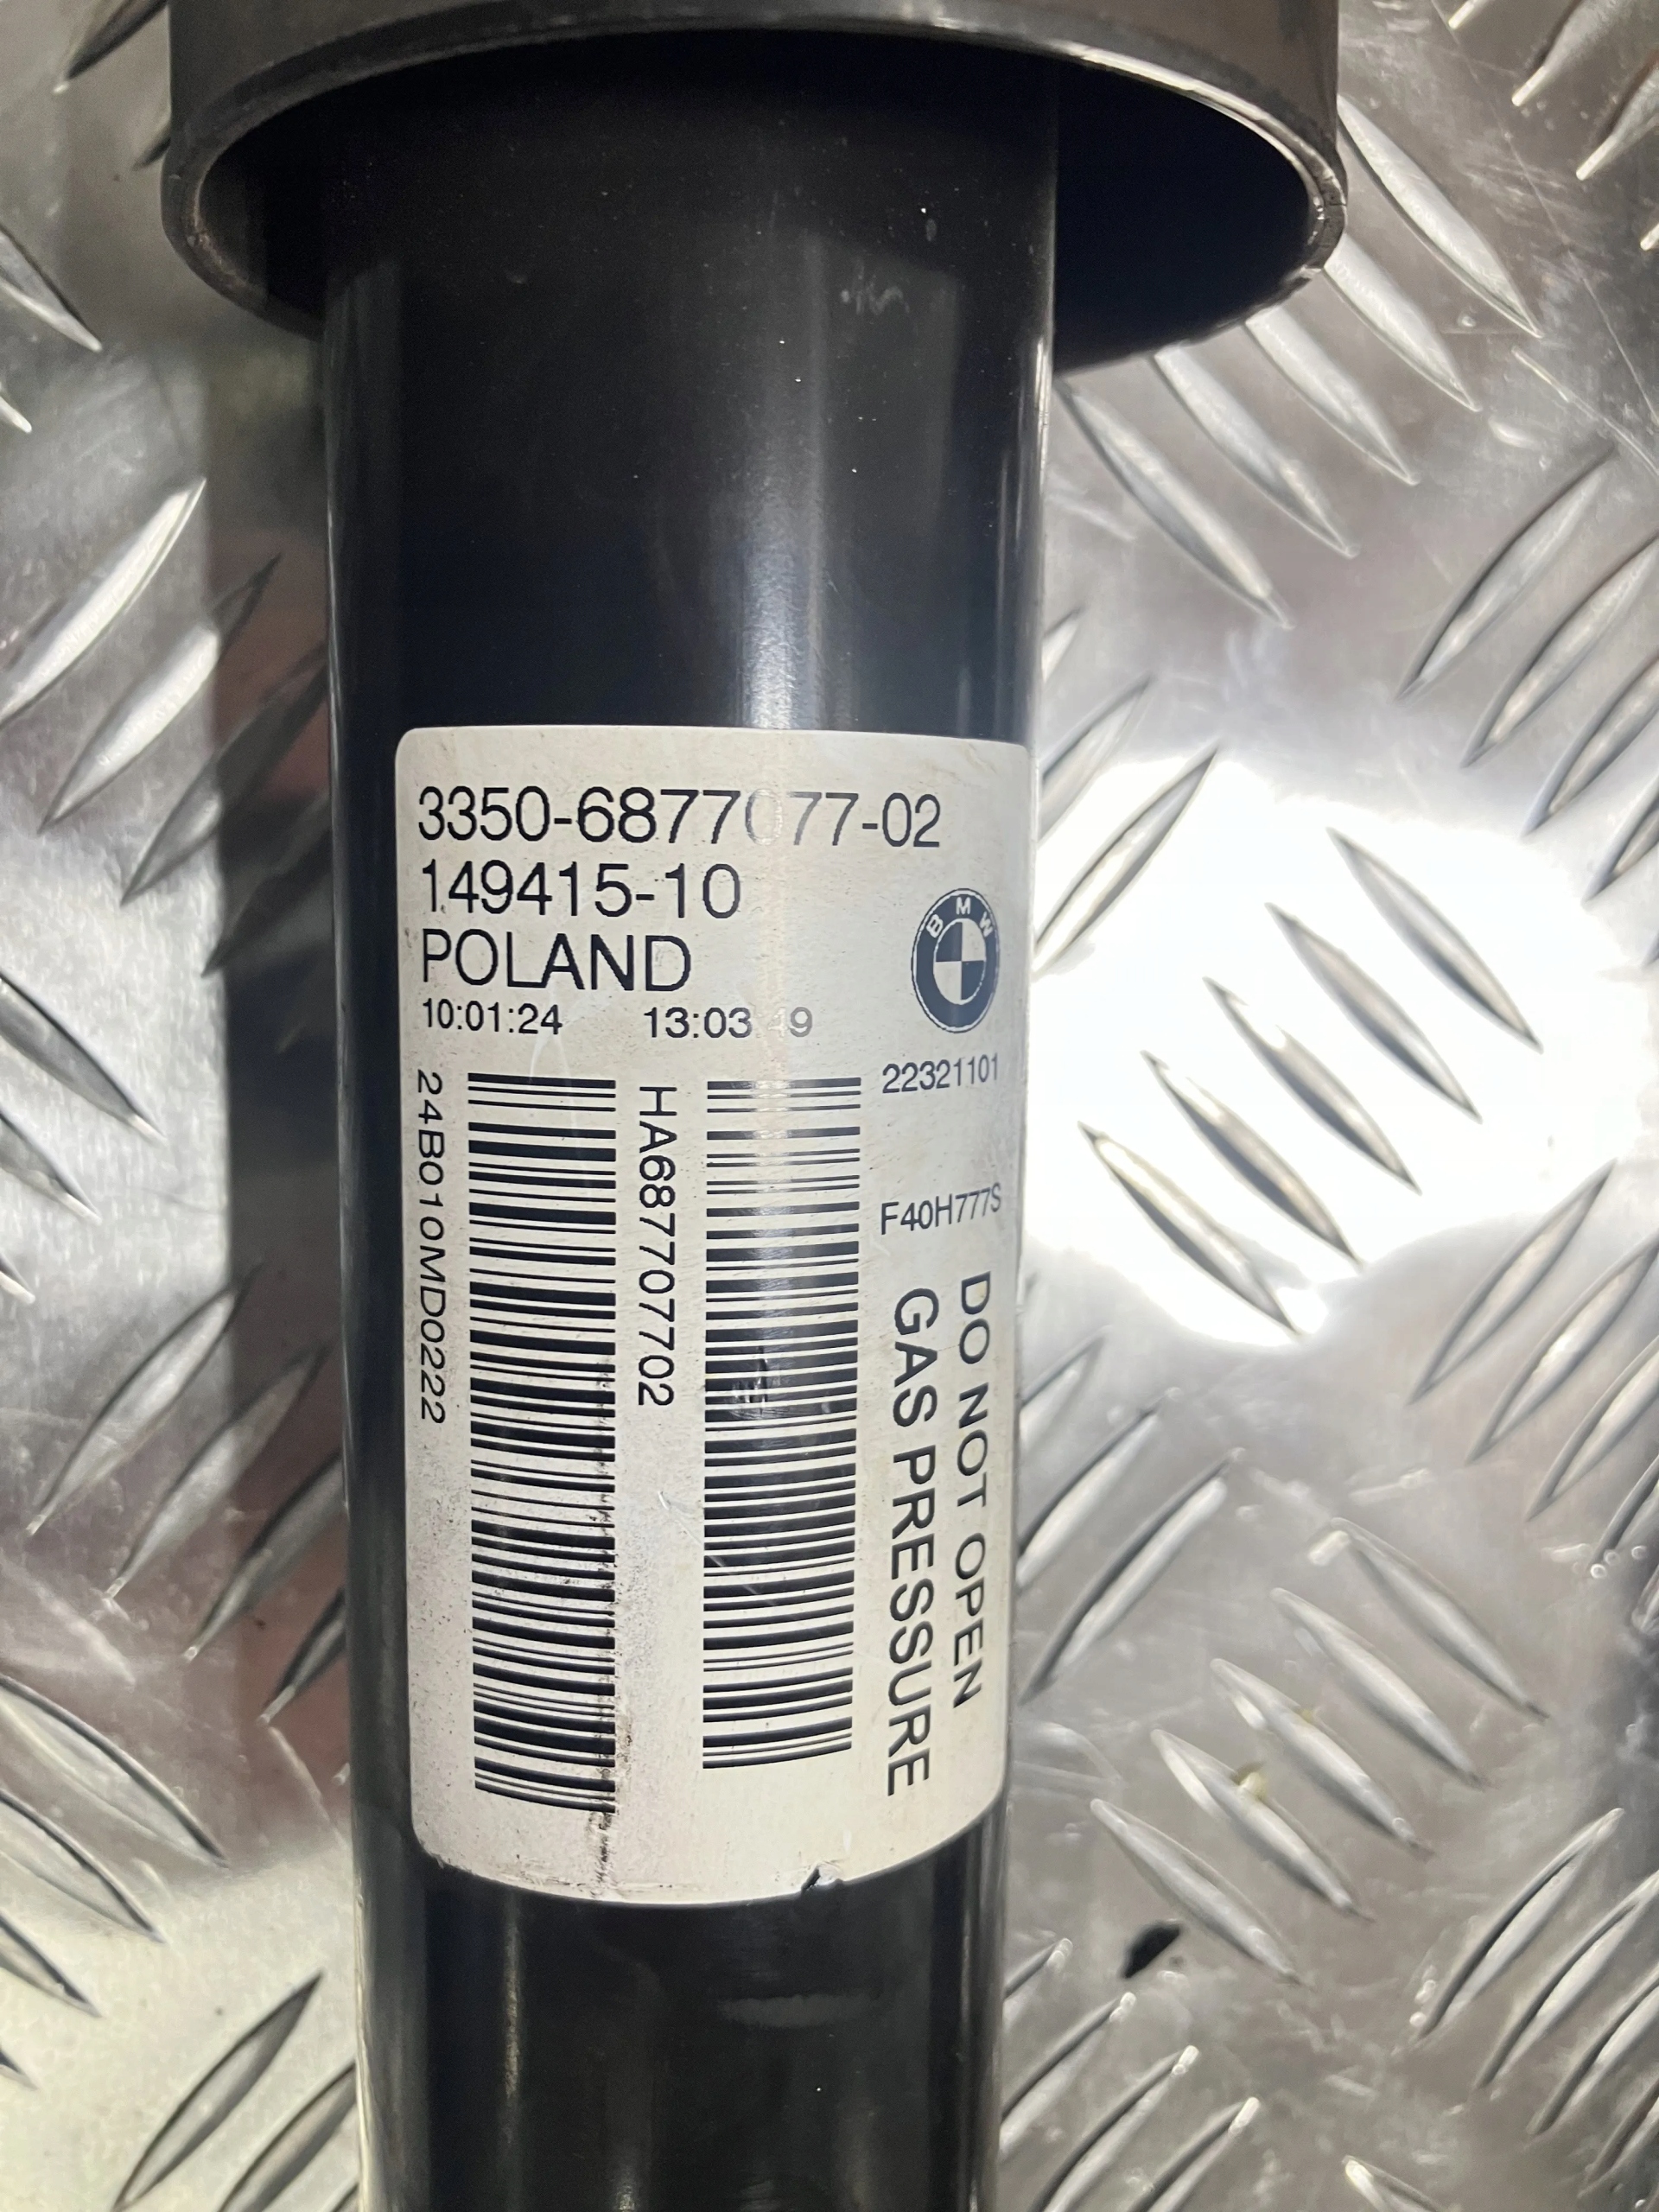 3350-6877077-02
149415-10
POLAND
10:01:24
BMW
22321101
24B010MD0222
HA687707702
F40H777S
DO NOT OPEN
GAS PRESSURE